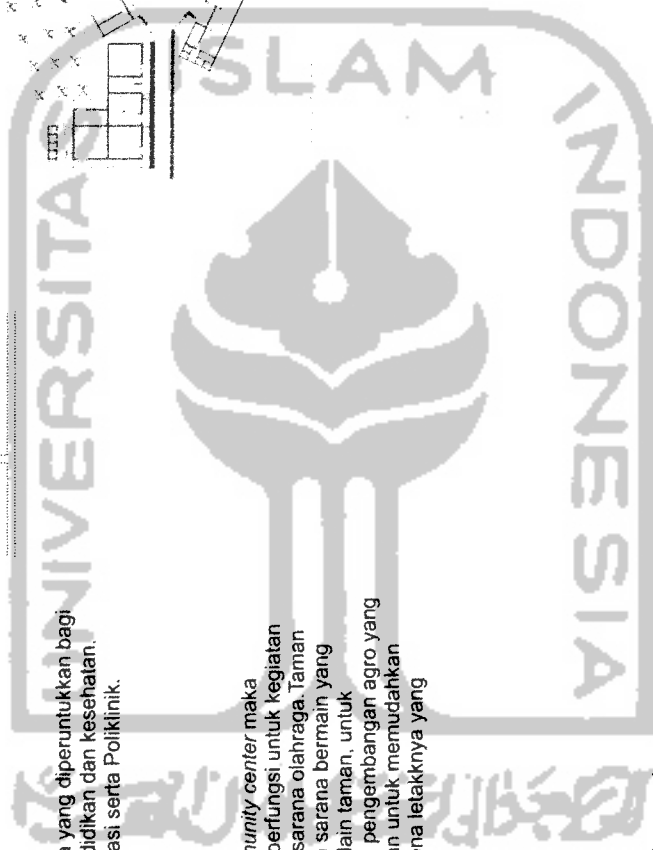 UNIVERSITAS ISLAM INDONESIA
yang diperuntukkan bagi
didikan dan kesehatan.
asi serta Poliklinik.
munity center maka
berfungsi untuk kegiatan
sarana olahraga. Taman
sarana bermain yang
lain taman, untuk
pengembangan agro yang
n untuk memudahkan
na letakknya yang